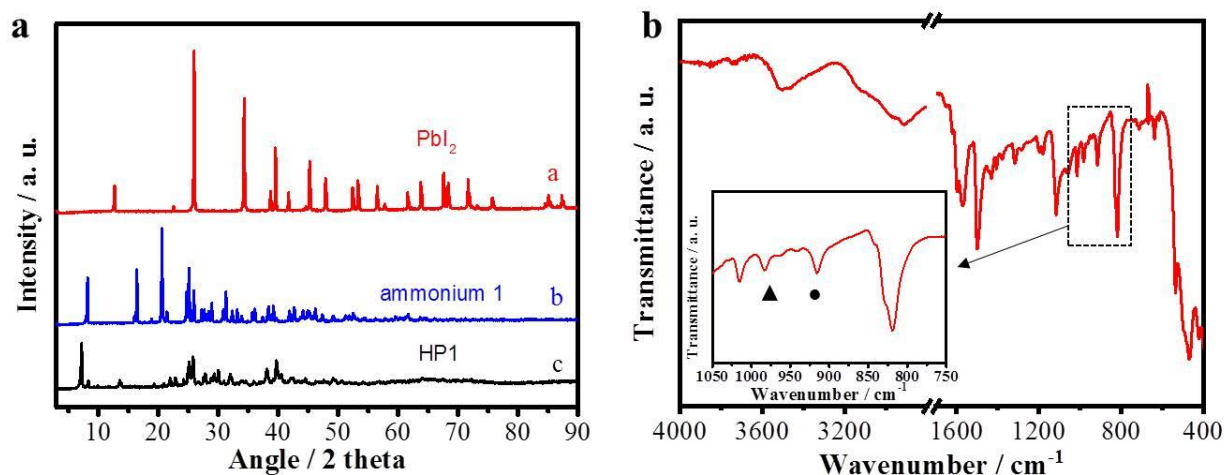 a
Intensity / a. u.
PbI2
a
ammonium 1
b
HP1
c
10 20 30 40 50 60 70 80 90
Angle / 2 theta
b
Transmittance / a. u.
Transmittance / a. u.
1050 1000 950 900 850 800 750
Wavenumber / cm-1
4000 3600 3200 1600 1200 800 400
Wavenumber / cm-1